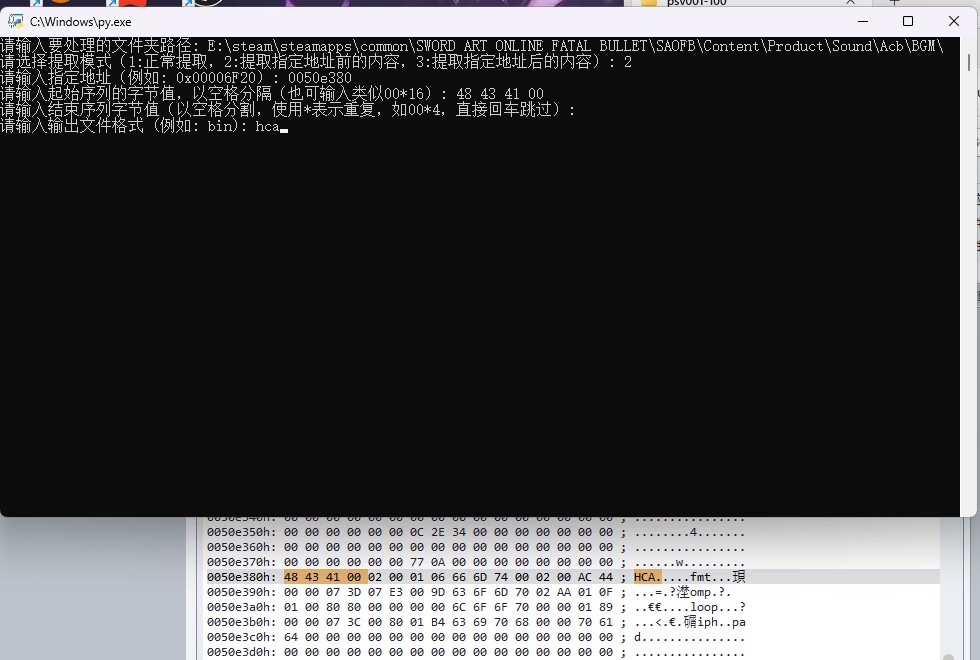 psv001-100
C:\Windows\py.exe
请输入要处理的文件夹路径: E:\steam\steamapps\common\SWORD ART ONLINE FATAL BULLET\SAOFB\Content\Product\Sound\Acb\BGM\
请选择提取模式（1:正常提取，2:提取指定地址前的内容，3:提取指定地址后的内容）: 2
请输入指定地址（例如: 0x00006F20）: 0050e380
请输入起始序列的字节值，以空格分隔（也可输入类似00*16）: 48 43 41 00
请输入结束序列字节值（以空格分割，使用*表示重复，如00*4，直接回车跳过）:
请输入输出文件格式 (例如: bin): hca
0050e340h: 00 00 00 00 00 00 00 00 00 00 00 00 00 00 00 00 ; ................
0050e350h: 00 00 00 00 00 00 0C 2E 34 00 00 00 00 00 00 00 ; ........4.......
0050e360h: 00 00 00 00 00 00 00 00 00 00 00 00 00 00 00 00 ; ................
0050e370h: 00 00 00 00 00 00 77 0A 00 00 00 00 00 00 00 00 ; ......w.........
0050e380h: 48 43 41 00 02 00 01 06 66 6D 74 00 02 00 AC 44 ; HCA.....fmt...
0050e390h: 00 00 07 3D 07 E3 00 9D 63 6F 6D 70 02 AA 01 0F ; ...=.?漥omp.?.
0050e3a0h: 01 00 80 80 00 00 00 00 6C 6F 6F 70 00 00 01 89 ; ..€€....loop...?
0050e3b0h: 00 00 07 3C 00 80 01 B4 63 69 70 68 00 00 70 61 ; ...<.€.碿iph..pa
0050e3c0h: 64 00 00 00 00 00 00 00 00 00 00 00 00 00 00 00 ; d...............
0050e3d0h: 00 00 00 00 00 00 00 00 00 00 00 00 00 00 00 00 ; ................